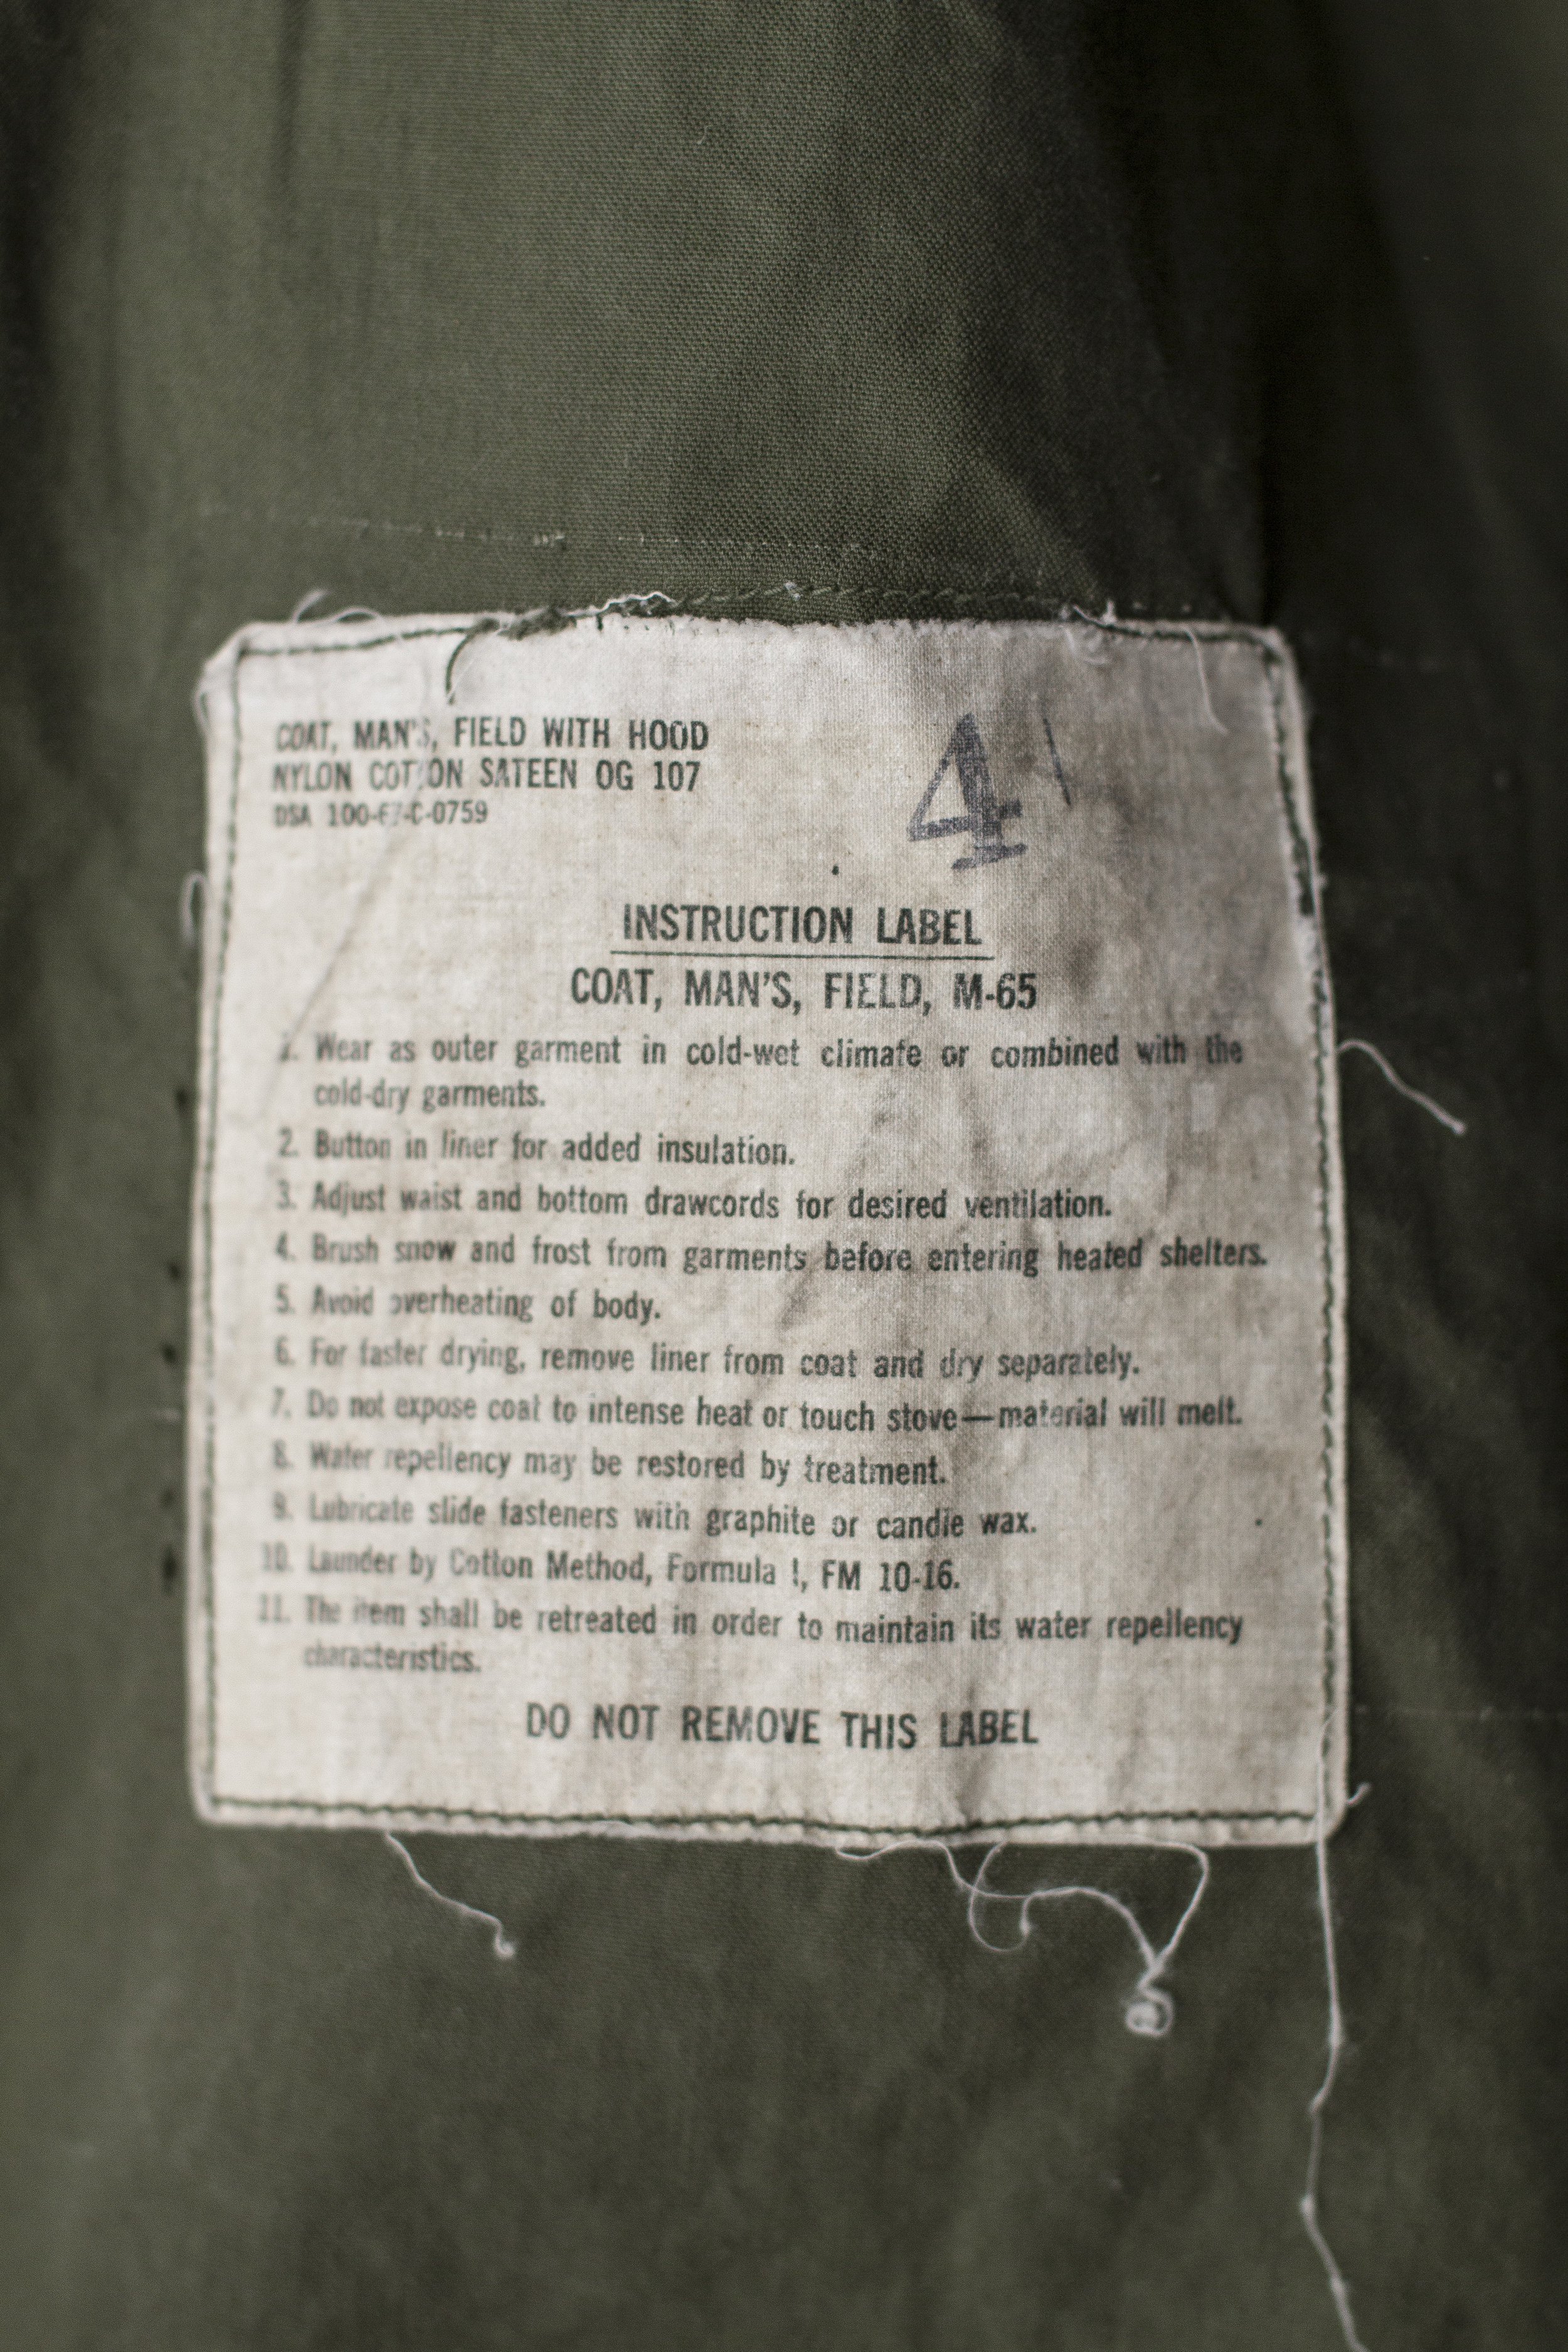 COAT, MAN'S, FIELD WITH HOOD
NYLON COTTON SATEEN OG 107
DSA 100-67-C-0759
4
INSTRUCTION LABEL
COAT, MAN'S, FIELD, M-65
1. Wear as outer garment in cold-wet climate or combined with the
cold-dry garments.
2. Button in liner for added insulation.
3. Adjust waist and bottom drawcords for desired ventilation.
4. Brush snow and frost from garments before entering heated shelters.
5. Avoid overheating of body.
6. For faster drying, remove liner from coat and dry separately.
7. Do not expose coat to intense heat or touch stove—material will melt.
8. Water repellency may be restored by treatment.
9. Lubricate slide fasteners with graphite or candle wax.
10. Launder by Cotton Method, Formula I, FM 10-16.
11. The item shall be retreated in order to maintain its water repellency
characteristics.
DO NOT REMOVE THIS LABEL